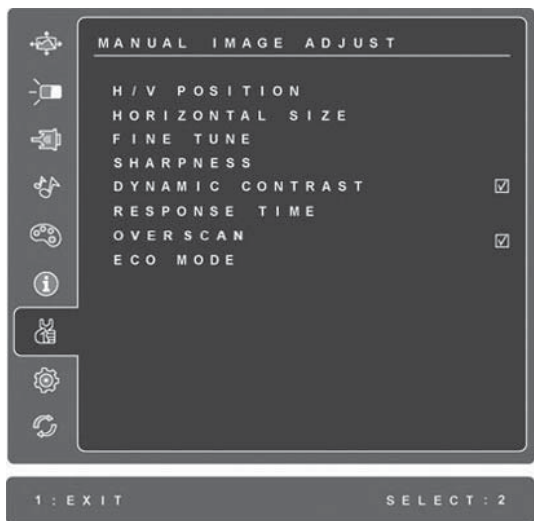 MANUAL IMAGE ADJUST
H/V POSITION
HORIZONTAL SIZE
FINE TUNE
SHARPNESS
DYNAMIC CONTRAST
RESPONSE TIME
OVERSCAN
ECO MODE
1:EXIT SELECT:2